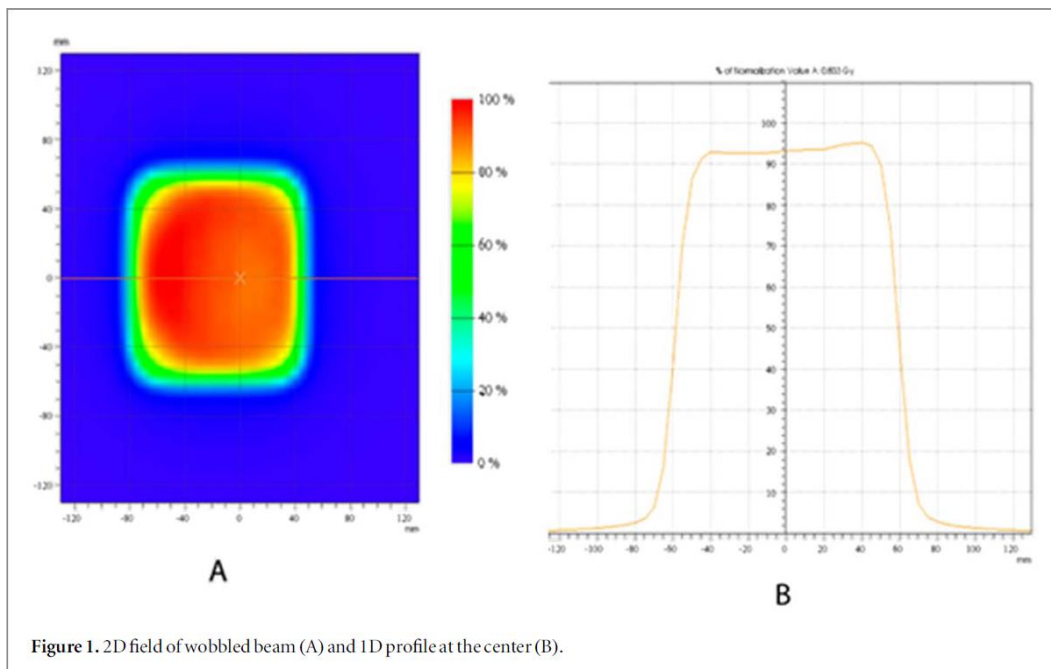 mm
120
80
40
0
-40
-80
-120
-120 -80 -40 0 40 80 120
mm
100 %
80 %
60 %
40 %
20 %
0 %
A
% of Normalization Value A: 0.803 Gy
100
90
80
70
60
50
40
30
20
10
-120 -100 -80 -60 -40 -20 0 20 40 60 80 100 120
mm
B
Figure 1. 2D field of wobbled beam (A) and 1D profile at the center (B).